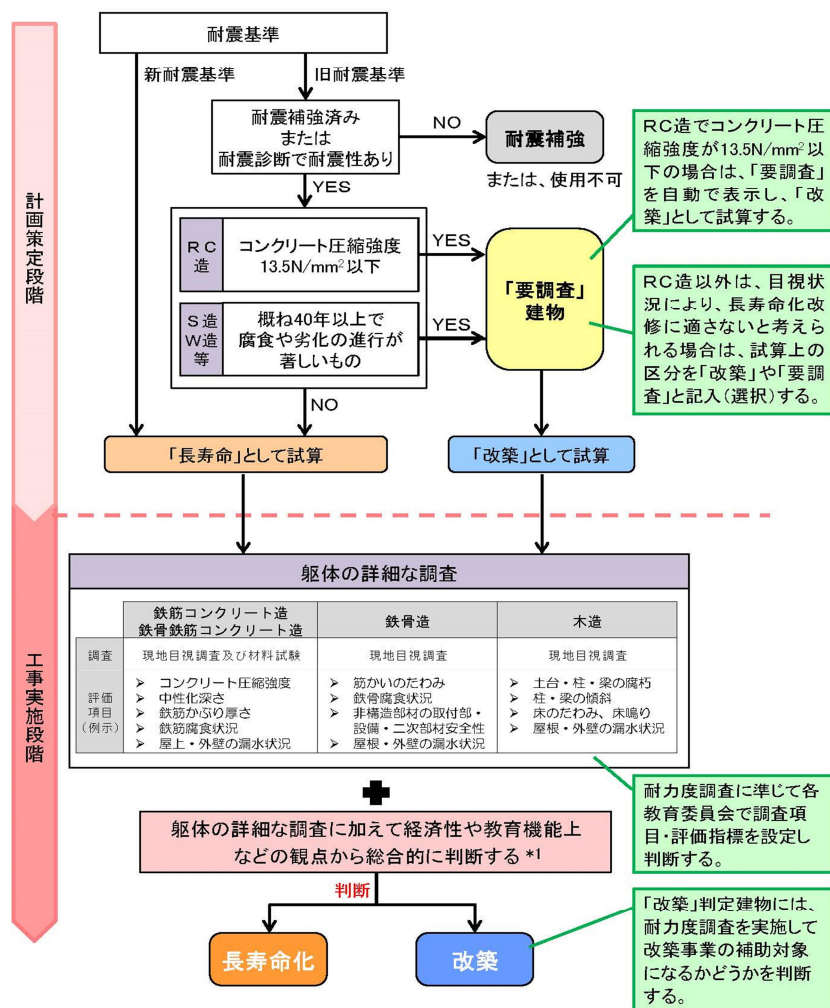 耐震基準
新耐震基準
旧耐震基準
耐震補強済み
または
耐震診断で耐震性あり
NO
耐震補強
または、使用不可
YES
RC
造
コンクリート圧縮強度
13.5N/mm²以下
YES
S造
W造
等
概ね40年以上で
腐食や劣化の進行が
著しいもの
YES
「要調査」
建物
NO
「長寿命」として試算
「改築」として試算
RC造でコンクリート圧
縮強度が13.5N/mm²以
下の場合は、「要調査」
を自動で表示し、「改
築」として試算する。
RC造以外は、目視状
況により、長寿命化改
修に適さないと考えら
れる場合は、試算上の
区分を「改築」や「要調
査」と記入(選択)する。
計画策定段階
工事実施段階
躯体の詳細な調査
鉄筋コンクリート造
鉄骨鉄筋コンクリート造
鉄骨造
木造
調査
現地目視調査及び材料試験
現地目視調査
現地目視調査
評価
項目
(例示)
➢ コンクリート圧縮強度
➢ 中性化深さ
➢ 鉄筋かぶり厚さ
➢ 鉄筋腐食状況
➢ 屋上・外壁の漏水状況
➢ 筋かいのたわみ
➢ 鉄骨腐食状況
➢ 非構造部材の取付部・
設備・二次部材安全性
➢ 屋根・外壁の漏水状況
➢ 土台・柱・梁の腐朽
➢ 柱・梁の傾斜
➢ 床のたわみ、床鳴り
➢ 屋根・外壁の漏水状況
耐力度調査に準じて各
教育委員会で調査項
目・評価指標を設定し
判断する。
躯体の詳細な調査に加えて経済性や教育機能上
などの観点から総合的に判断する *1
判断
長寿命化
改築
「改築」判定建物には、
耐力度調査を実施して
改築事業の補助対象
になるかどうかを判断
する。